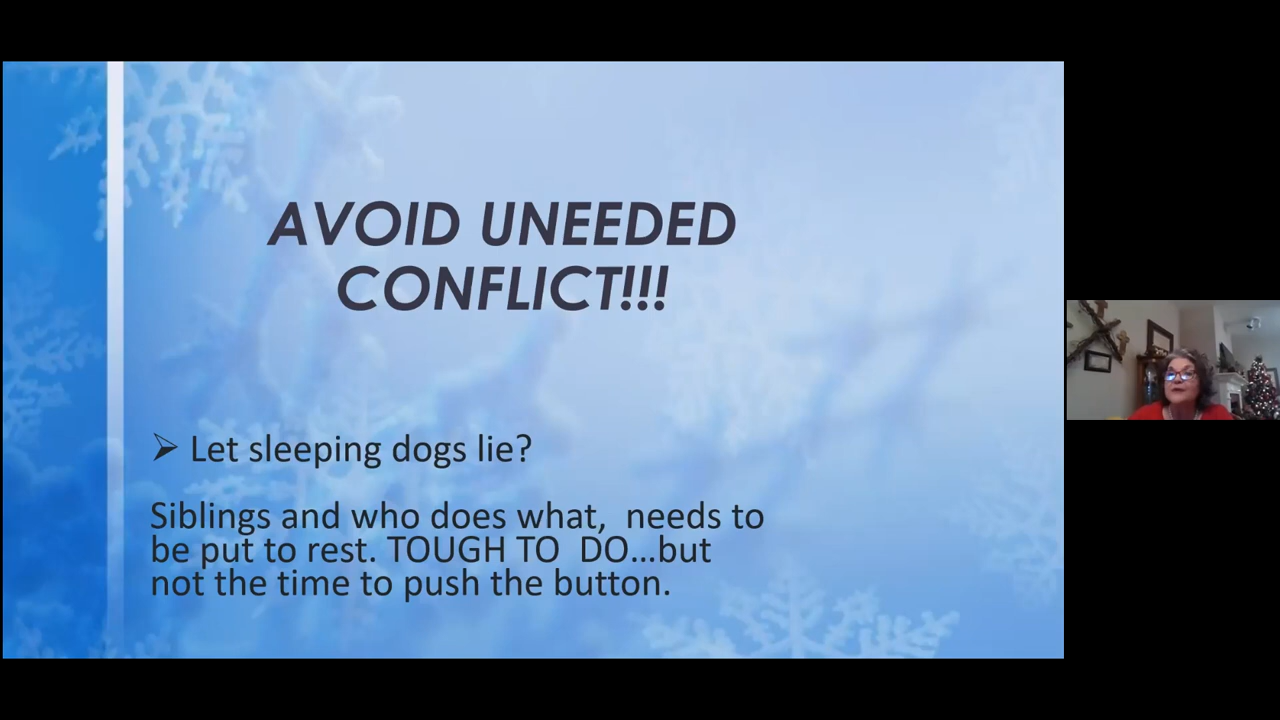 AVOID UNEEDED
CONFLICT!!!
➢ Let sleeping dogs lie?
Siblings and who does what, needs to
be put to rest. TOUGH TO DO...but
not the time to push the button.